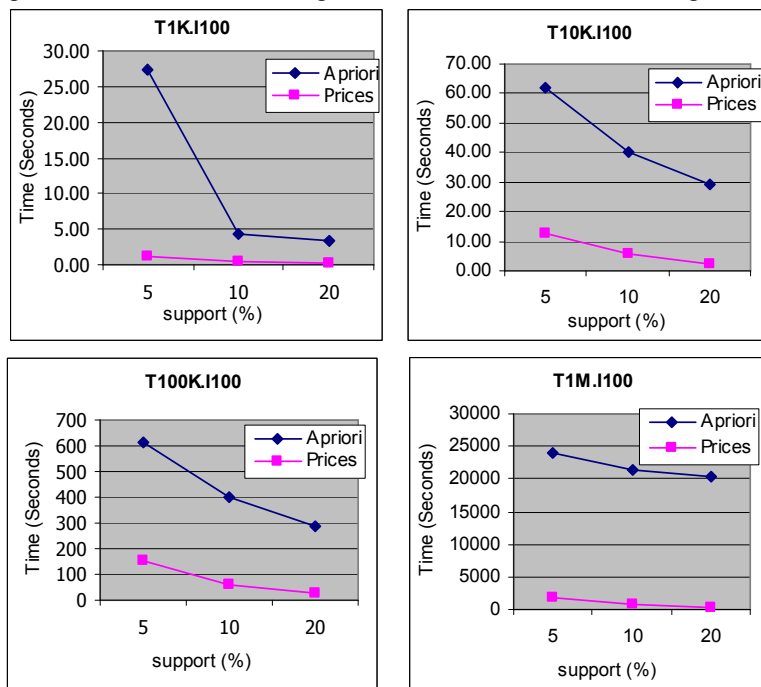 T1K.I100
30.00
25.00
20.00
15.00
10.00
5.00
0.00
Time (Seconds)
Apriori
Prices
5 10 20
support (%)
T10K.I100
70.00
60.00
50.00
40.00
30.00
20.00
10.00
0.00
Time (Seconds)
Apriori
Prices
5 10 20
support (%)
T100K.I100
700
600
500
400
300
200
100
0
Time (Seconds)
Apriori
Prices
5 10 20
support (%)
T1M.I100
30000
25000
20000
15000
10000
5000
0
Time (Seconds)
Apriori
Prices
5 10 20
support (%)